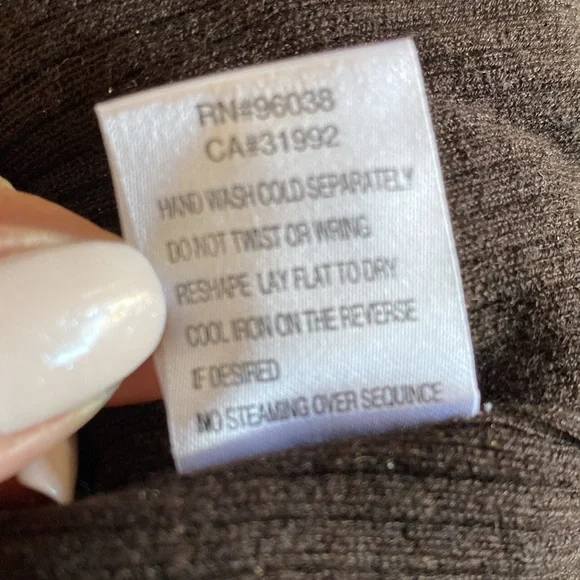 RN#96038
CA#31992
HAND WASH COLD SEPARATELY
DO NOT TWIST OR WRING
RESHAPE LAY FLAT TO DRY
COOL IRON ON THE REVERSE
IF DESIRED
NO STEAMING OVER SEQUINCE